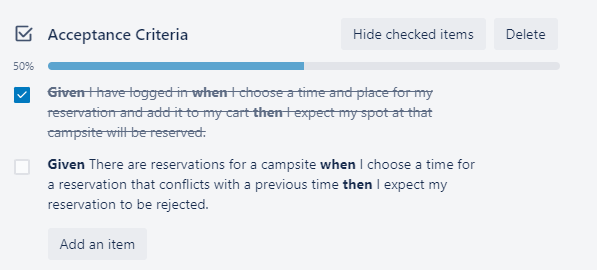 Acceptance Criteria
Hide checked items
Delete
50%
Given I have logged in when I choose a time and place for my
reservation and add it to my cart then I expect my spot at that
campsite will be reserved.
Given There are reservations for a campsite when I choose a time for
a reservation that conflicts with a previous time then I expect my
reservation to be rejected.
Add an item